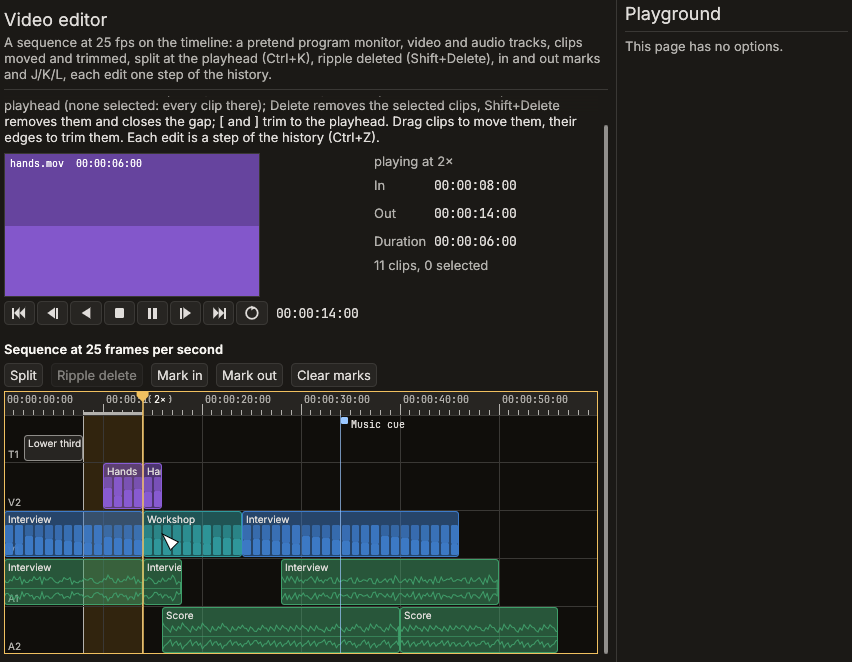 Video editor
A sequence at 25 fps on the timeline: a pretend program monitor, video and audio tracks, clips
moved and trimmed, split at the playhead (Ctrl+K), ripple deleted (Shift+Delete), in and out marks
and J/K/L, each edit one step of the history.
playhead (none selected: every clip there); Delete removes the selected clips, Shift+Delete
removes them and closes the gap; [ and ] trim to the playhead. Drag clips to move them, their
edges to trim them. Each edit is a step of the history (Ctrl+Z).
hands.mov 00:00:06:00
playing at 2×
In 00:00:08:00
Out 00:00:14:00
Duration 00:00:06:00
11 clips, 0 selected
00:00:14:00
Sequence at 25 frames per second
Split Ripple delete Mark in Mark out Clear marks
00:00:00:00 2× 00:00:20:00 00:00:30:00 00:00:40:00 00:00:50:00
Music cue
Lower third
T1
Hands Ha
V2
Interview Workshop Interview
Interview Intervie Interview
A1
Score Score
A2
Playground
This page has no options.